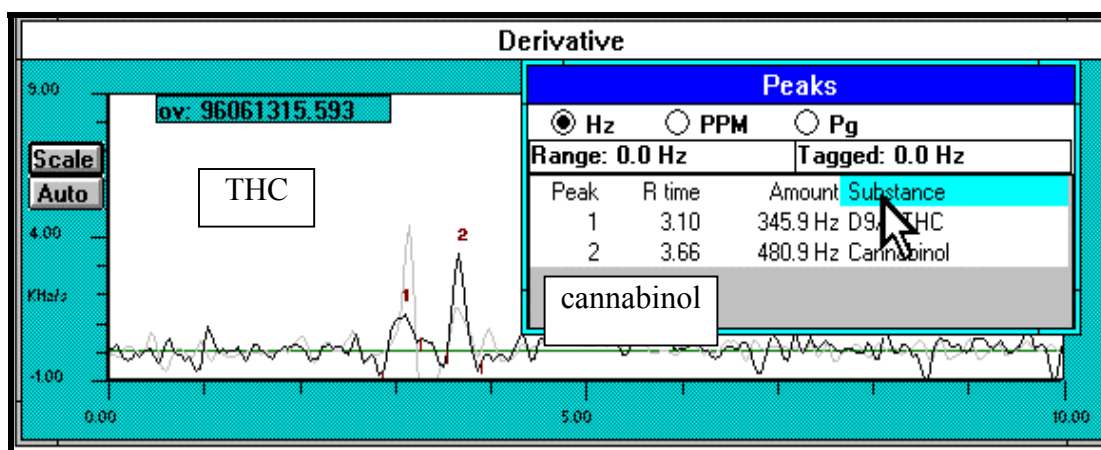 Derivative
9.00
ov: 96061315.593
Scale
Auto
THC
4.00
KHz/s
-1.00
1
2
0.00
5.00
10.00
Peaks
Hz PPM Pg
Range: 0.0 Hz Tagged: 0.0 Hz
Peak R time Amount Substance
1 3.10 345.9 Hz THC
2 3.66 480.9 Hz Cannabinol
cannabinol